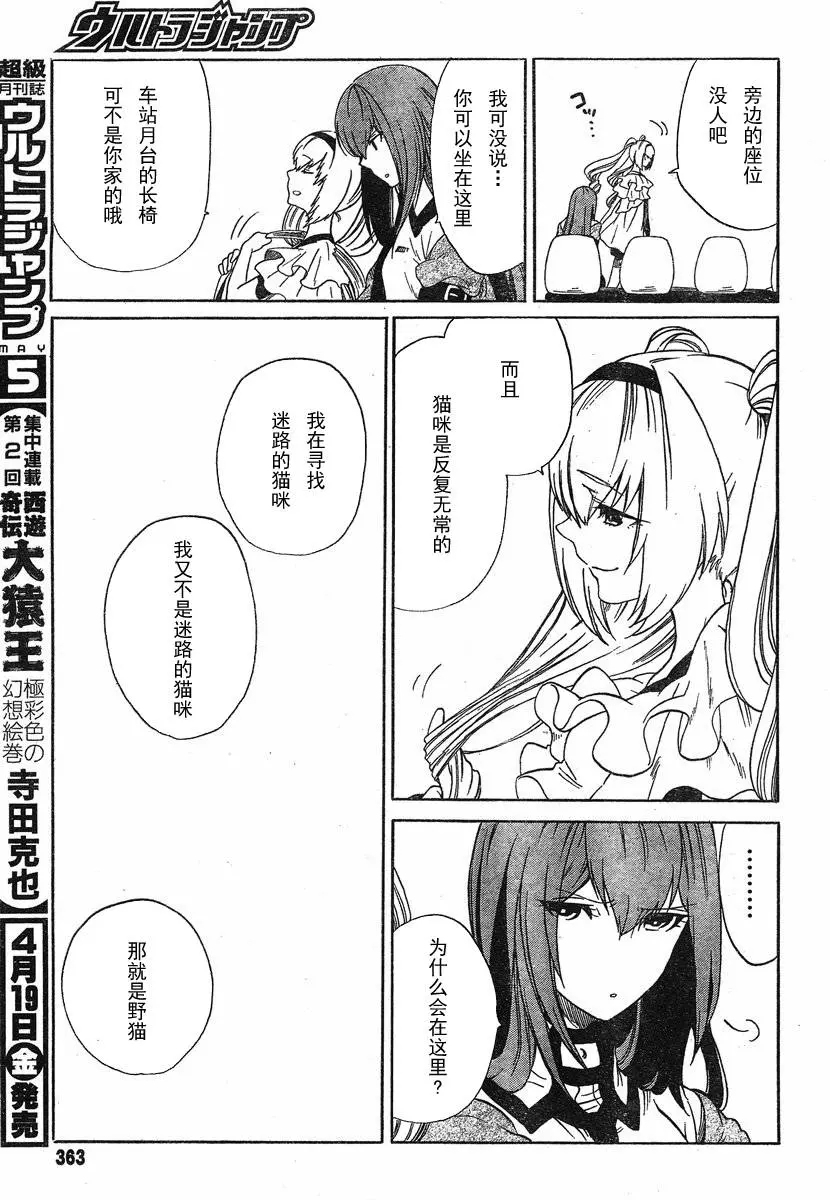 ウルトラジャンプ
旁边的座位
没人吧
コツ…
我可没说…
你可以坐在这里
车站月台的长椅
可不是你家的哦
而且
猫咪是反复无常的
………
为什么会在这里？
我在寻找
迷路的猫咪
我又不是迷路的猫咪
那就是野猫
超級
月刊誌
ウルトラジャンプ
MAY
5
集中連載
第2回
西遊
奇伝
大猿王
極彩色の
幻想絵巻
寺田克也
4月19日金発売
363